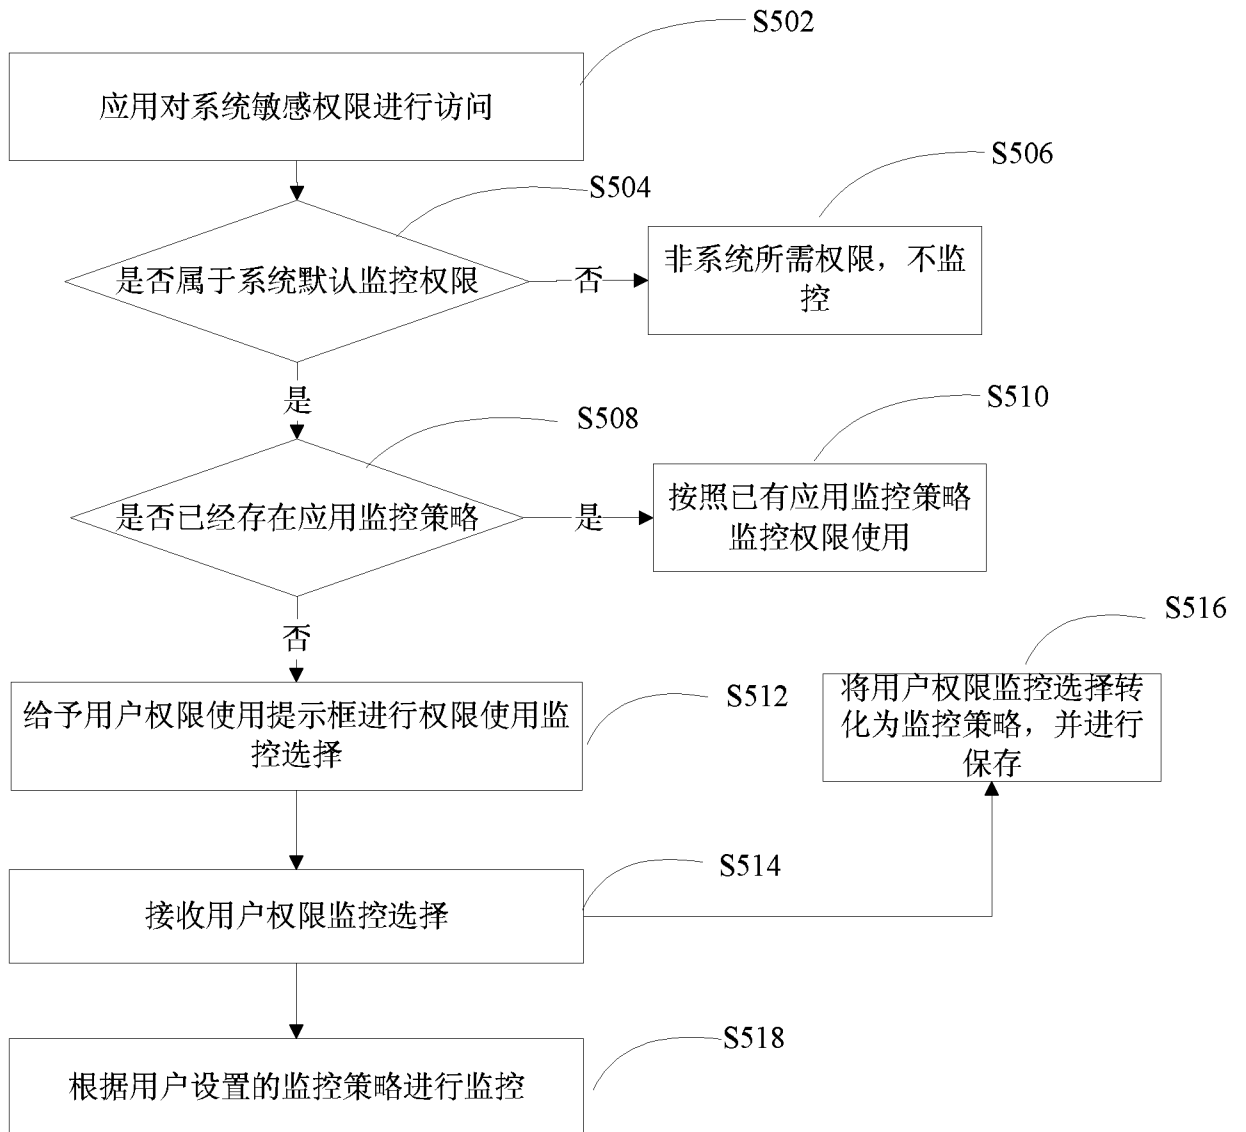 S502
应用对系统敏感权限进行访问
S506
S504
非系统所需权限，不监
控
是否属于系统默认监控权限
否
是
S510
S508
按照已有应用监控策略
监控权限使用
是否已经存在应用监控策略
是
否
S516
S512
将用户权限监控选择转
化为监控策略，并进行
保存
给予用户权限使用提示框进行权限使用监
控选择
S514
接收用户权限监控选择
S518
根据用户设置的监控策略进行监控